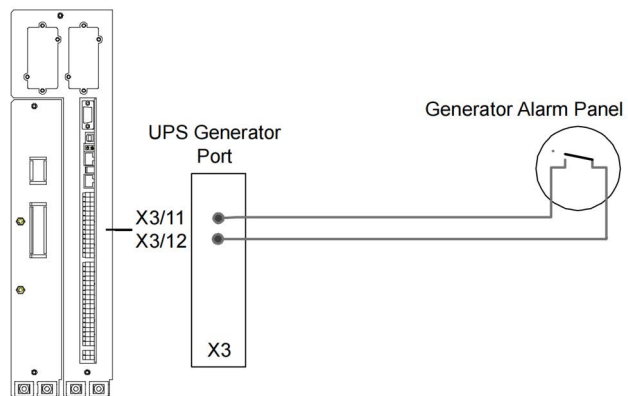 Generator Alarm Panel
UPS Generator
Port
X3/11
X3/12
X3